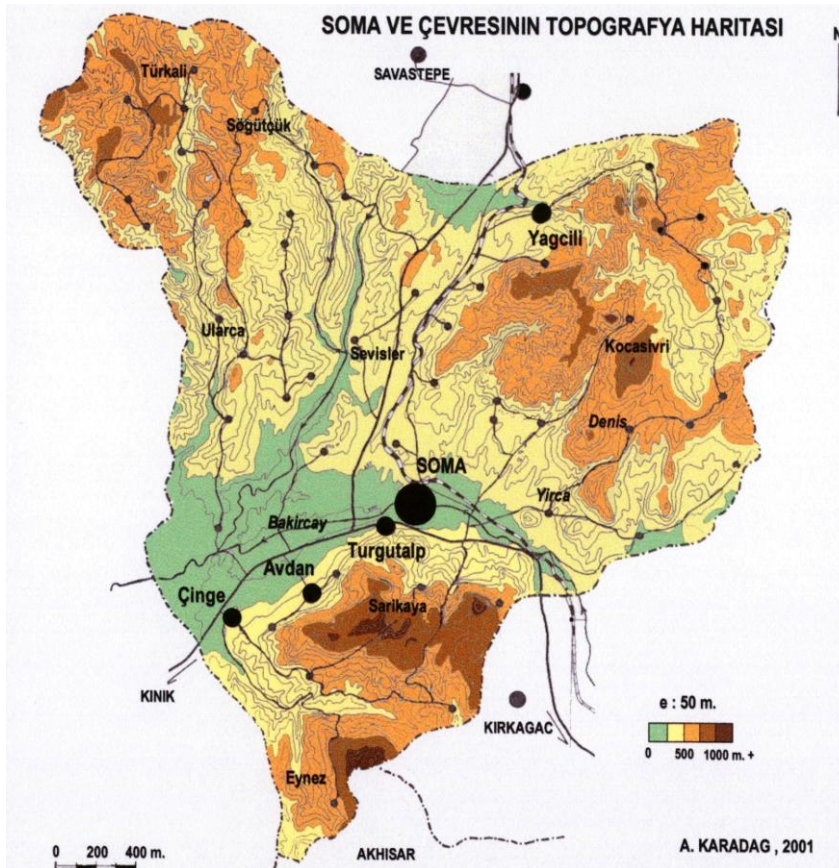 SOMA VE ÇEVRESININ TOPOGRAFYA HARITASI
N
SAVASTEPE
Türkali
Sögütçük
Yagcili
Ularca
Sevisler
Kocasivri
Denis
SOMA
Yirca
Bakircay
Turgutalp
Avdan
Çinge
Sarikaya
KINIK
KIRKAGAC
e : 50 m.
0 500 1000 m. +
Eynez
0 200 400 m.
AKHISAR
A. KARADAG , 2001